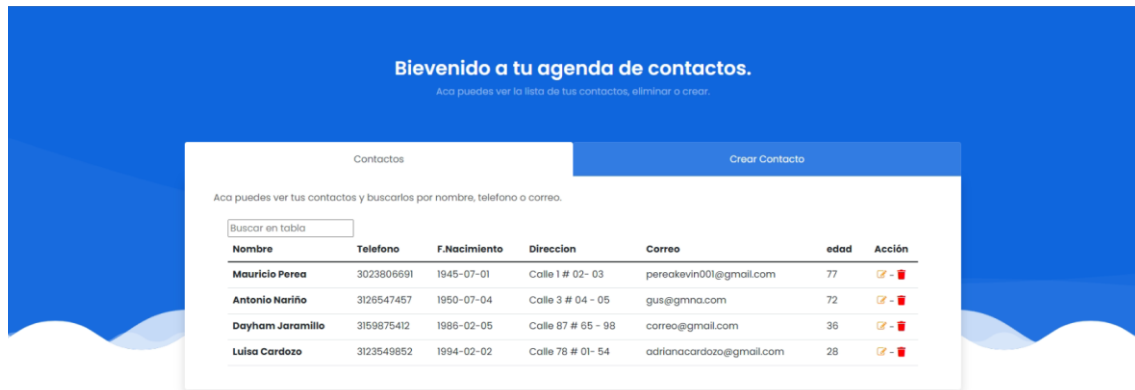 Bienvenido a tu agenda de contactos.
Aca puedes ver la lista de tus contactos, eliminar o crear.
Contactos Crear Contacto
Aca puedes ver tus contactos y buscarlos por nombre, telefono o correo.
Buscar en tabla
Nombre Telefono F.Nacimiento Direccion Correo edad Acción
Mauricio Perea 3023806691 1945-07-01 Calle 1 # 02- 03 pereakevin001@gmail.com 77 -
Antonio Nariño 3126547457 1950-07-04 Calle 3 # 04 - 05 gus@gmna.com 72 -
Dayham Jaramillo 3159875412 1986-02-05 Calle 87 # 65 - 98 correo@gmail.com 36 -
Luisa Cardozo 3123549852 1994-02-02 Calle 78 # 01- 54 adrianacardozo@gmail.com 28 -